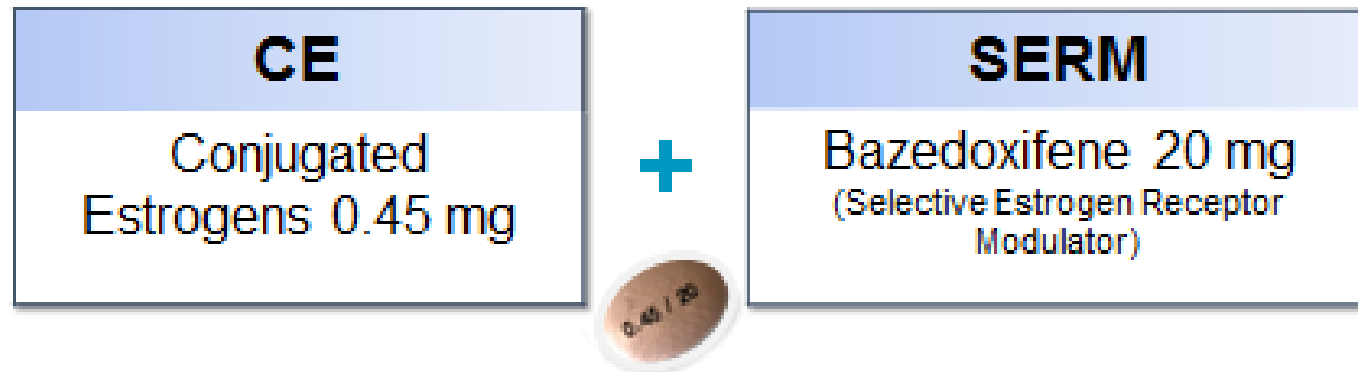 CE
Conjugated
Estrogens 0.45 mg
+
SERM
Bazedoxifene 20 mg
(Selective Estrogen Receptor
Modulator)
0.45 / 20